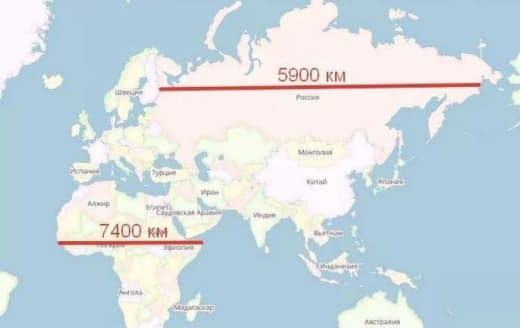 5900 км
Швеция
Россия
Монголия
Испания
Турция
Иран
Китай
Япония
Алжир
Египет
Саудовская Аравия
Индия
7400 км
Эфиопия
Вьетнам
Индонезия
Ангола
Мадагаскар
Австралия